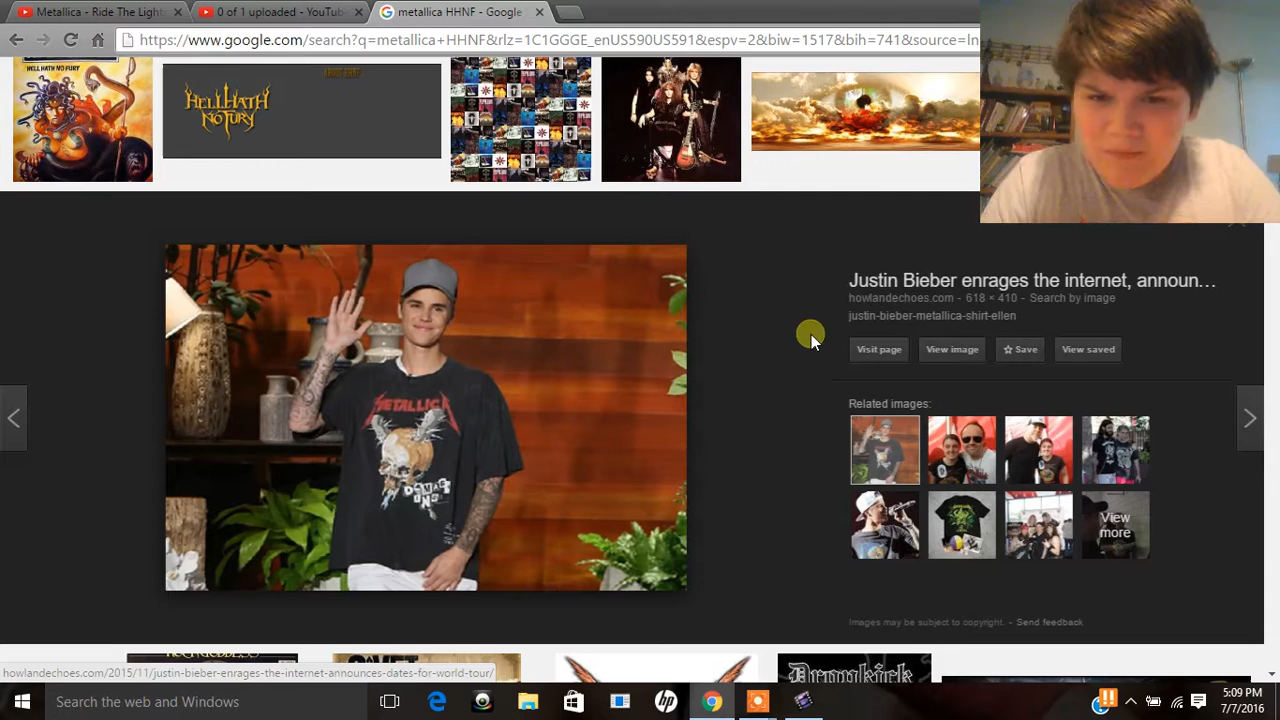 Metallica - Ride The Light
0 of 1 uploaded - YouTube
metallica HHNF - Google
https://www.google.com/search?q=metallica+HHNF&rlz=1C1GGGE_enUS590US591&espv=2&biw=1517&bih=741&source=ln
HELL HATH NO FURY
ABOUT HHNF
HELL HATH
NO FURY
Justin Bieber enrages the internet, announ...
howlandechoes.com - 618 × 410 - Search by image
justin-bieber-metallica-shirt-ellen
Visit page
View image
Save
View saved
METALLICA
Related images:
View
more
Images may be subject to copyright. - Send feedback
howlandechoes.com/2015/11/justin-bieber-enrages-the-internet-announces-dates-for-world-tour/
Search the web and Windows
hp
5:09 PM
7/7/2016